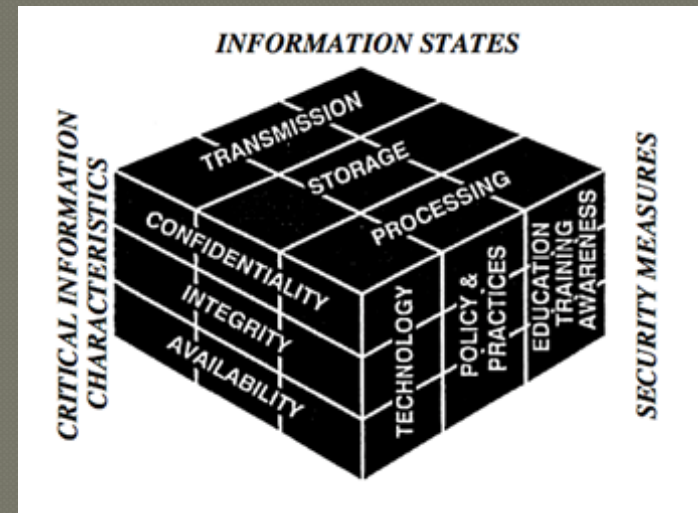 INFORMATION STATES
CRITICAL INFORMATION
CHARACTERISTICS
TRANSMISSION
STORAGE
PROCESSING
CONFIDENTIALITY
INTEGRITY
AVAILABILITY
TECHNOLOGY
POLICY &
PRACTICES
EDUCATION
TRAINING
AWARENESS
SECURITY MEASURES